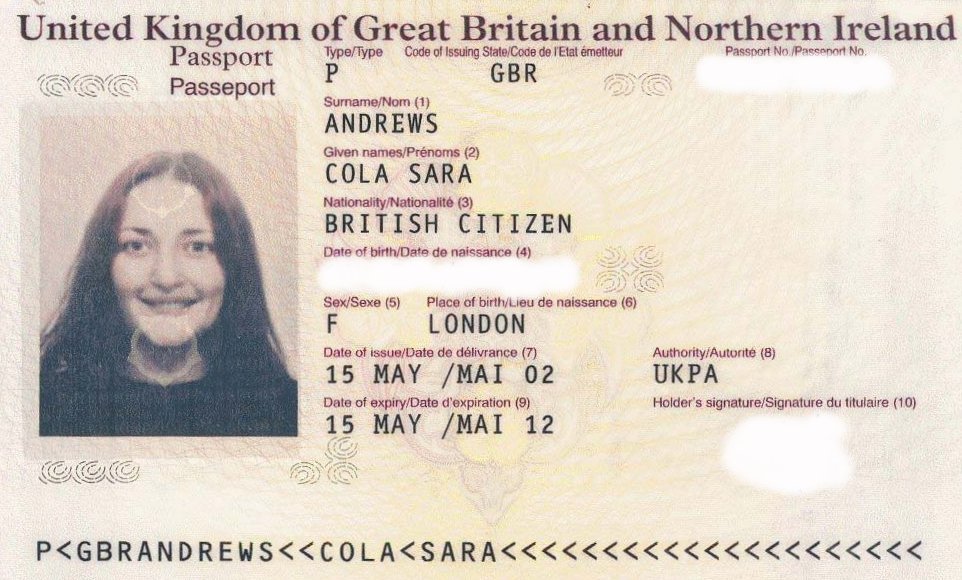 United Kingdom of Great Britain and Northern Ireland
Passport
Passeport
Type/Type Code of Issuing State/Code de l'Etat émetteur Passport No./Passeport No.
P GBR
Surname/Nom (1)
ANDREWS
Given names/Prénoms (2)
COLA SARA
Nationality/Nationalité (3)
BRITISH CITIZEN
Date of birth/Date de naissance (4)
Sex/Sexe (5) Place of birth/Lieu de naissance (6)
F LONDON
Date of issue/Date de délivrance (7) Authority/Autorité (8)
15 MAY /MAI 02 UKPA
Date of expiry/Date d'expiration (9) Holder's signature/Signature du titulaire (10)
15 MAY /MAI 12
P<GBRANDREWS<<COLA<SARA<<<<<<<<<<<<<<<<<<<<<